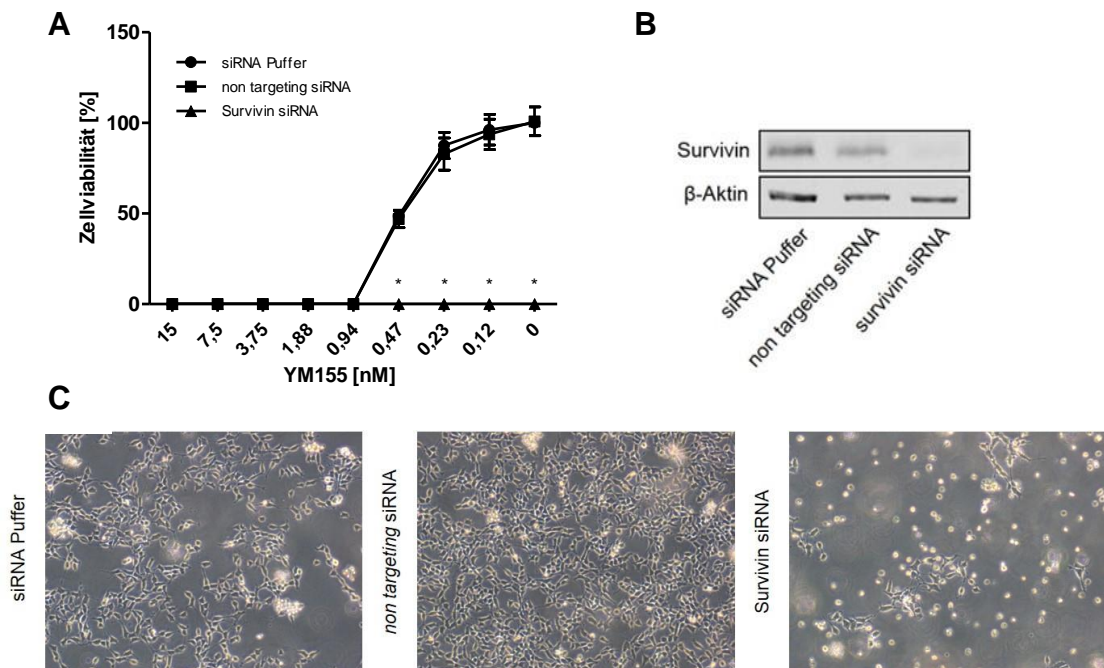 A
B
150
100
50
0
Zellviabilität [%]
siRNA Puffer
non targeting siRNA
Survivin siRNA
* * * *
15 7,5 3,75 1,88 0,94 0,47 0,23 0,12 0
YM155 [nM]
Survivin
β-Aktin
siRNA Puffer
non targeting siRNA
survivin siRNA
C
siRNA Puffer
non targeting siRNA
Survivin siRNA